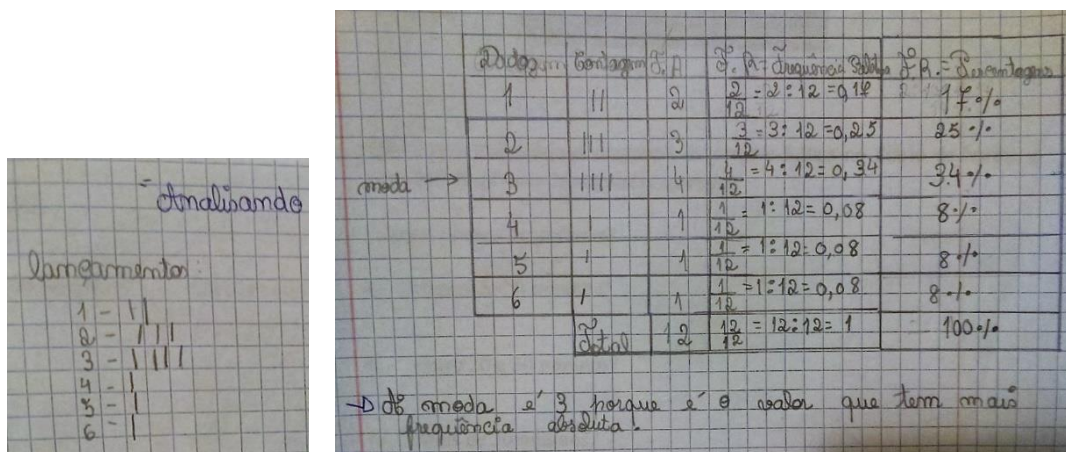 = Analisando
Lançamentos:
1 - ||
2 - |||
3 - ||||
4 - |
5 - |
6 - |
Dodozim Contagem F.A F.R= Frequência Relativa F.R.= Porcentagem
1 || 2 2/12 = 2 : 12 = 0,17 17%
2 ||| 3 3/12 = 3 : 12 = 0,25 25%
moda → 3 |||| 4 4/12 = 4 : 12 = 0,34 34%
4 | 1 1/12 = 1 : 12 = 0,08 8%
5 | 1 1/12 = 1 : 12 = 0,08 8%
6 | 1 1/12 = 1 : 12 = 0,08 8%
Total 12 12/12 = 12 : 12 = 1 100%
→ A moda é 3 porque é o valor que tem mais
frequência absoluta.